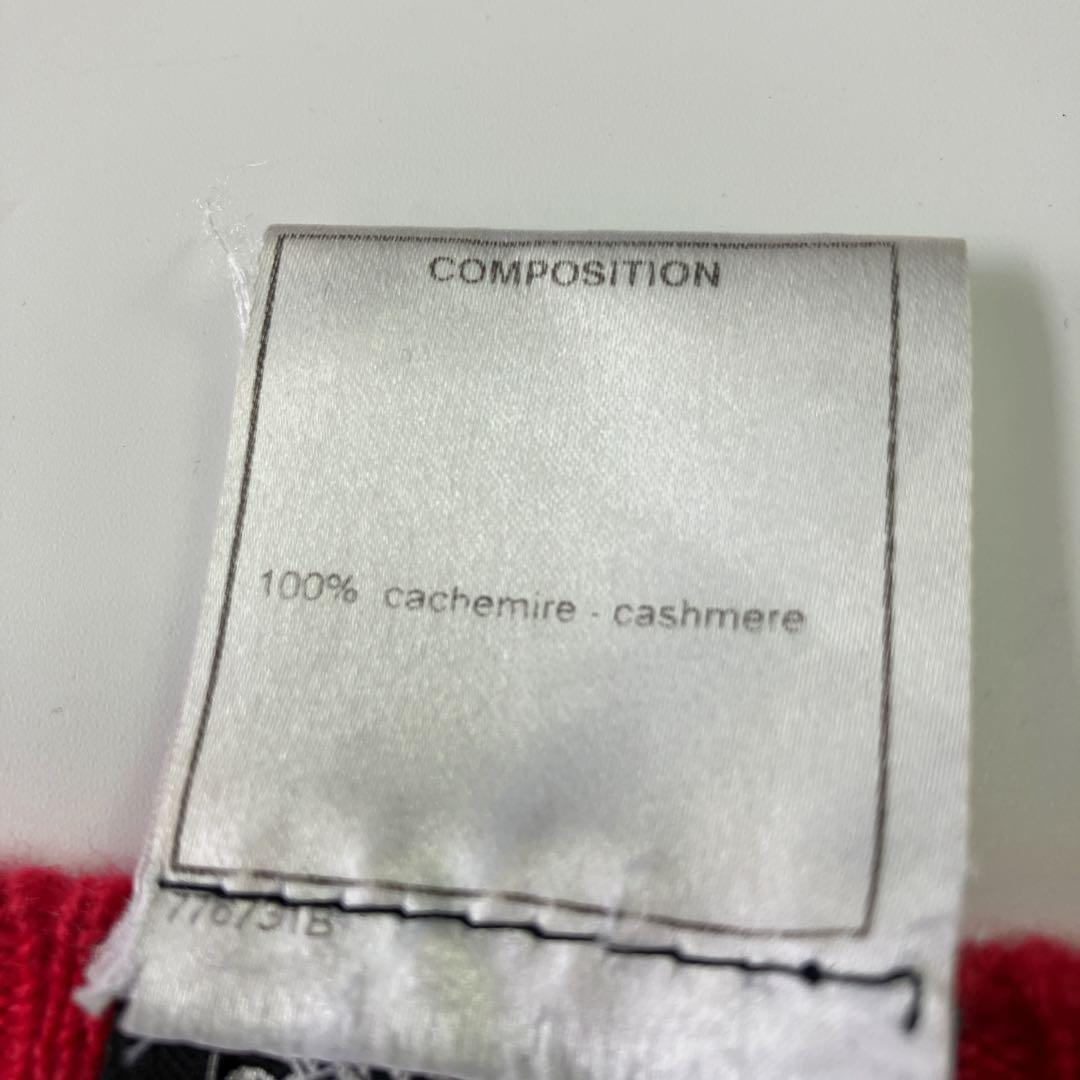 COMPOSITION
100% cachemire - cashmere